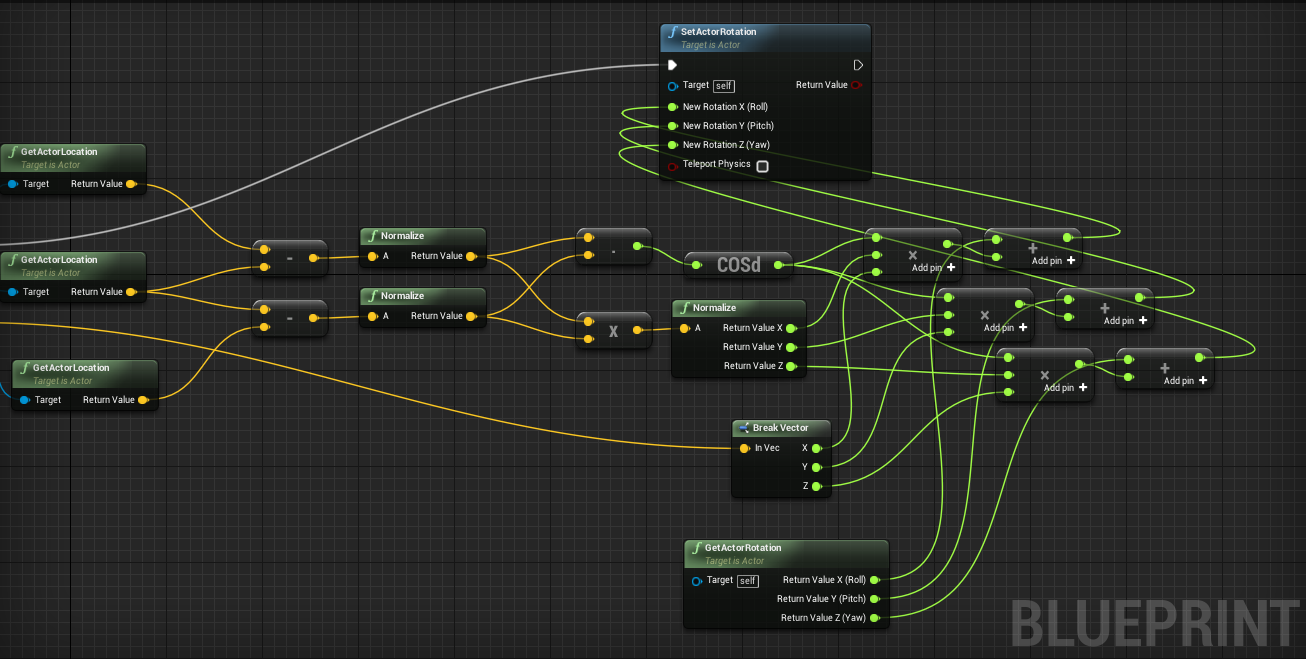 SetActorRotation
Target is Actor
Target self Return Value
New Rotation X (Roll)
New Rotation Y (Pitch)
New Rotation Z (Yaw)
Teleport Physics
GetActorLocation
Target is Actor
Target Return Value
GetActorLocation
Target is Actor
Target Return Value
GetActorLocation
Target is Actor
Target Return Value
-
-
Normalize
A Return Value
Normalize
A Return Value
.
X
COSd
Normalize
A Return Value X
Return Value Y
Return Value Z
×
Add pin +
+
Add pin +
×
Add pin +
+
Add pin +
×
Add pin +
+
Add pin +
Break Vector
In Vec X
Y
Z
GetActorRotation
Target is Actor
Target self Return Value X (Roll)
Return Value Y (Pitch)
Return Value Z (Yaw)
BLUEPRINT